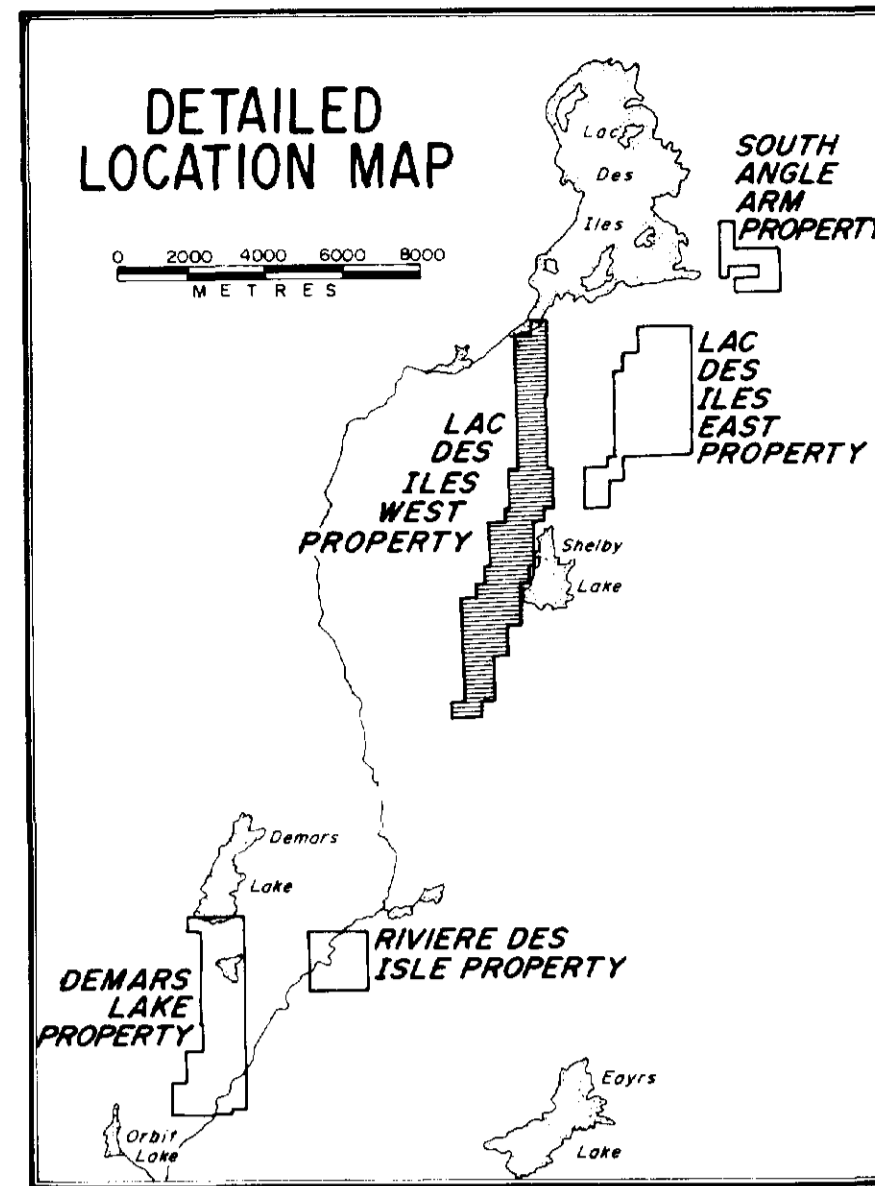 DETAILED
LOCATION MAP
0 2000 4000 6000 8000
METRES
Lac
Des
Iles
SOUTH
ANGLE
ARM
PROPERTY
LAC
DES
ILES
EAST
PROPERTY
LAC
DES
ILES
WEST
PROPERTY
Shelby
Lake
Demars
Lake
RIVIERE DES
ISLE PROPERTY
DEMARS
LAKE
PROPERTY
Orbit
Lake
Eayrs
Lake